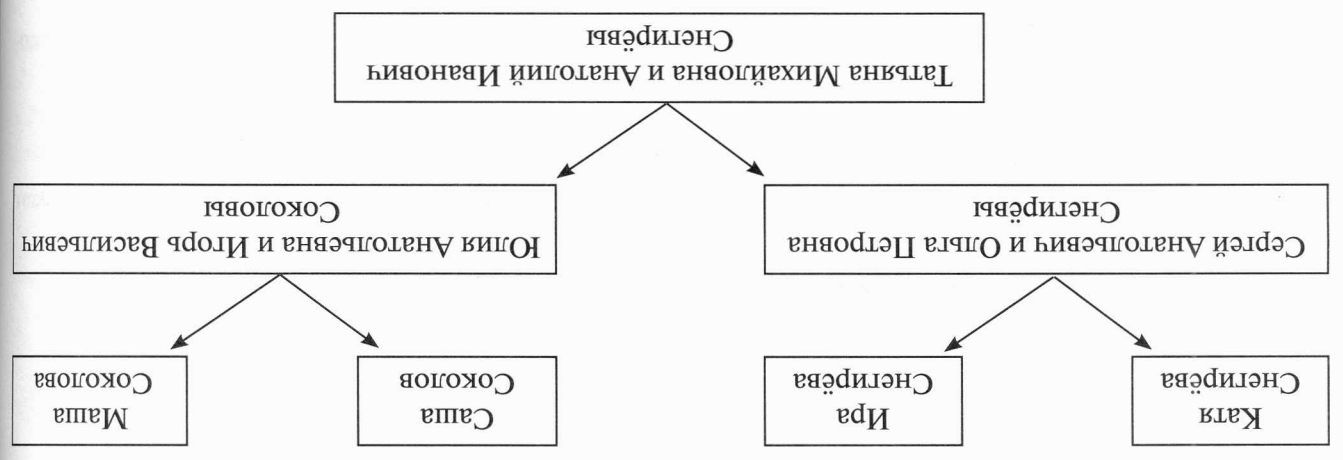 Катя
Снегирёва
Ира
Снегирёва
Саша
Соколов
Маша
Соколова
Сергей Анатольевич и Ольга Петровна
Снегирёвы
Юлия Анатольевна и Игорь Васильевич
Соколовы
Татьяна Михайловна и Анатолий Иванович
Снегирёвы